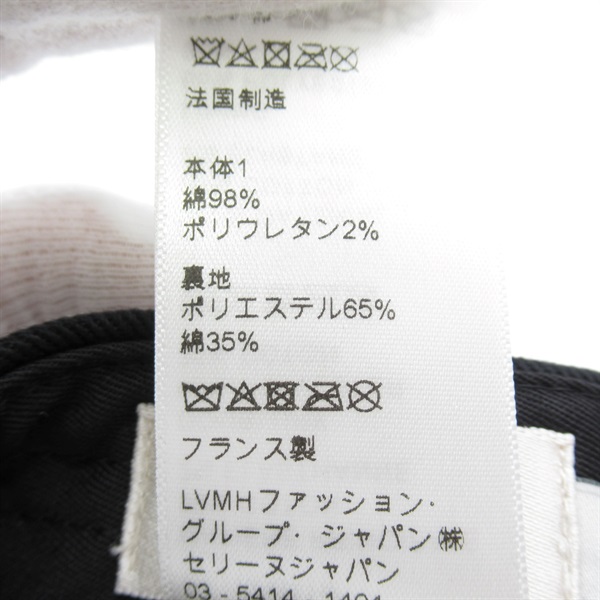 法国制造
本体1
綿98%
ポリウレタン2%
裏地
ポリエステル65%
綿35%
フランス製
LVMHファッション・
グループ・ジャパン㈱
セリーヌジャパン
03 - 5414 - 1401